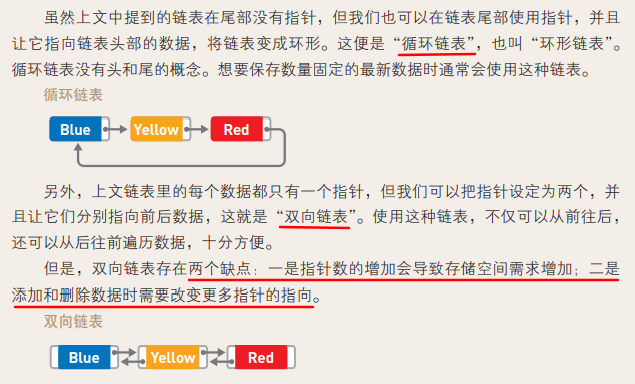 虽然上文中提到的链表在尾部没有指针，但我们也可以在链表尾部使用指针，并且
让它指向链表头部的数据，将链表变成环形。这便是“循环链表”，也叫“环形链表”。
循环链表没有头和尾的概念。想要保存数量固定的最新数据时通常会使用这种链表。
循环链表
Blue Yellow Red
另外，上文链表里的每个数据都只有一个指针，但我们可以把指针设定为两个，并
且让它们分别指向前后数据，这就是“双向链表”。使用这种链表，不仅可以从前往后，
还可以从后往前遍历数据，十分方便。
但是，双向链表存在两个缺点：一是指针数的增加会导致存储空间需求增加；二是
添加和删除数据时需要改变更多指针的指向。
双向链表
Blue Yellow Red